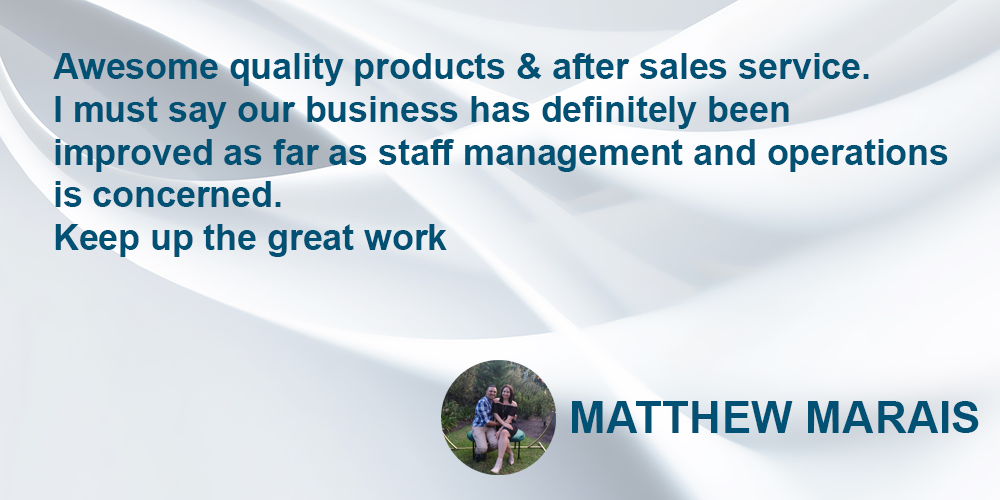 Awesome quality products & after sales service.
I must say our business has definitely been
improved as far as staff management and operations
is concerned.
Keep up the great work
MATTHEW MARAIS